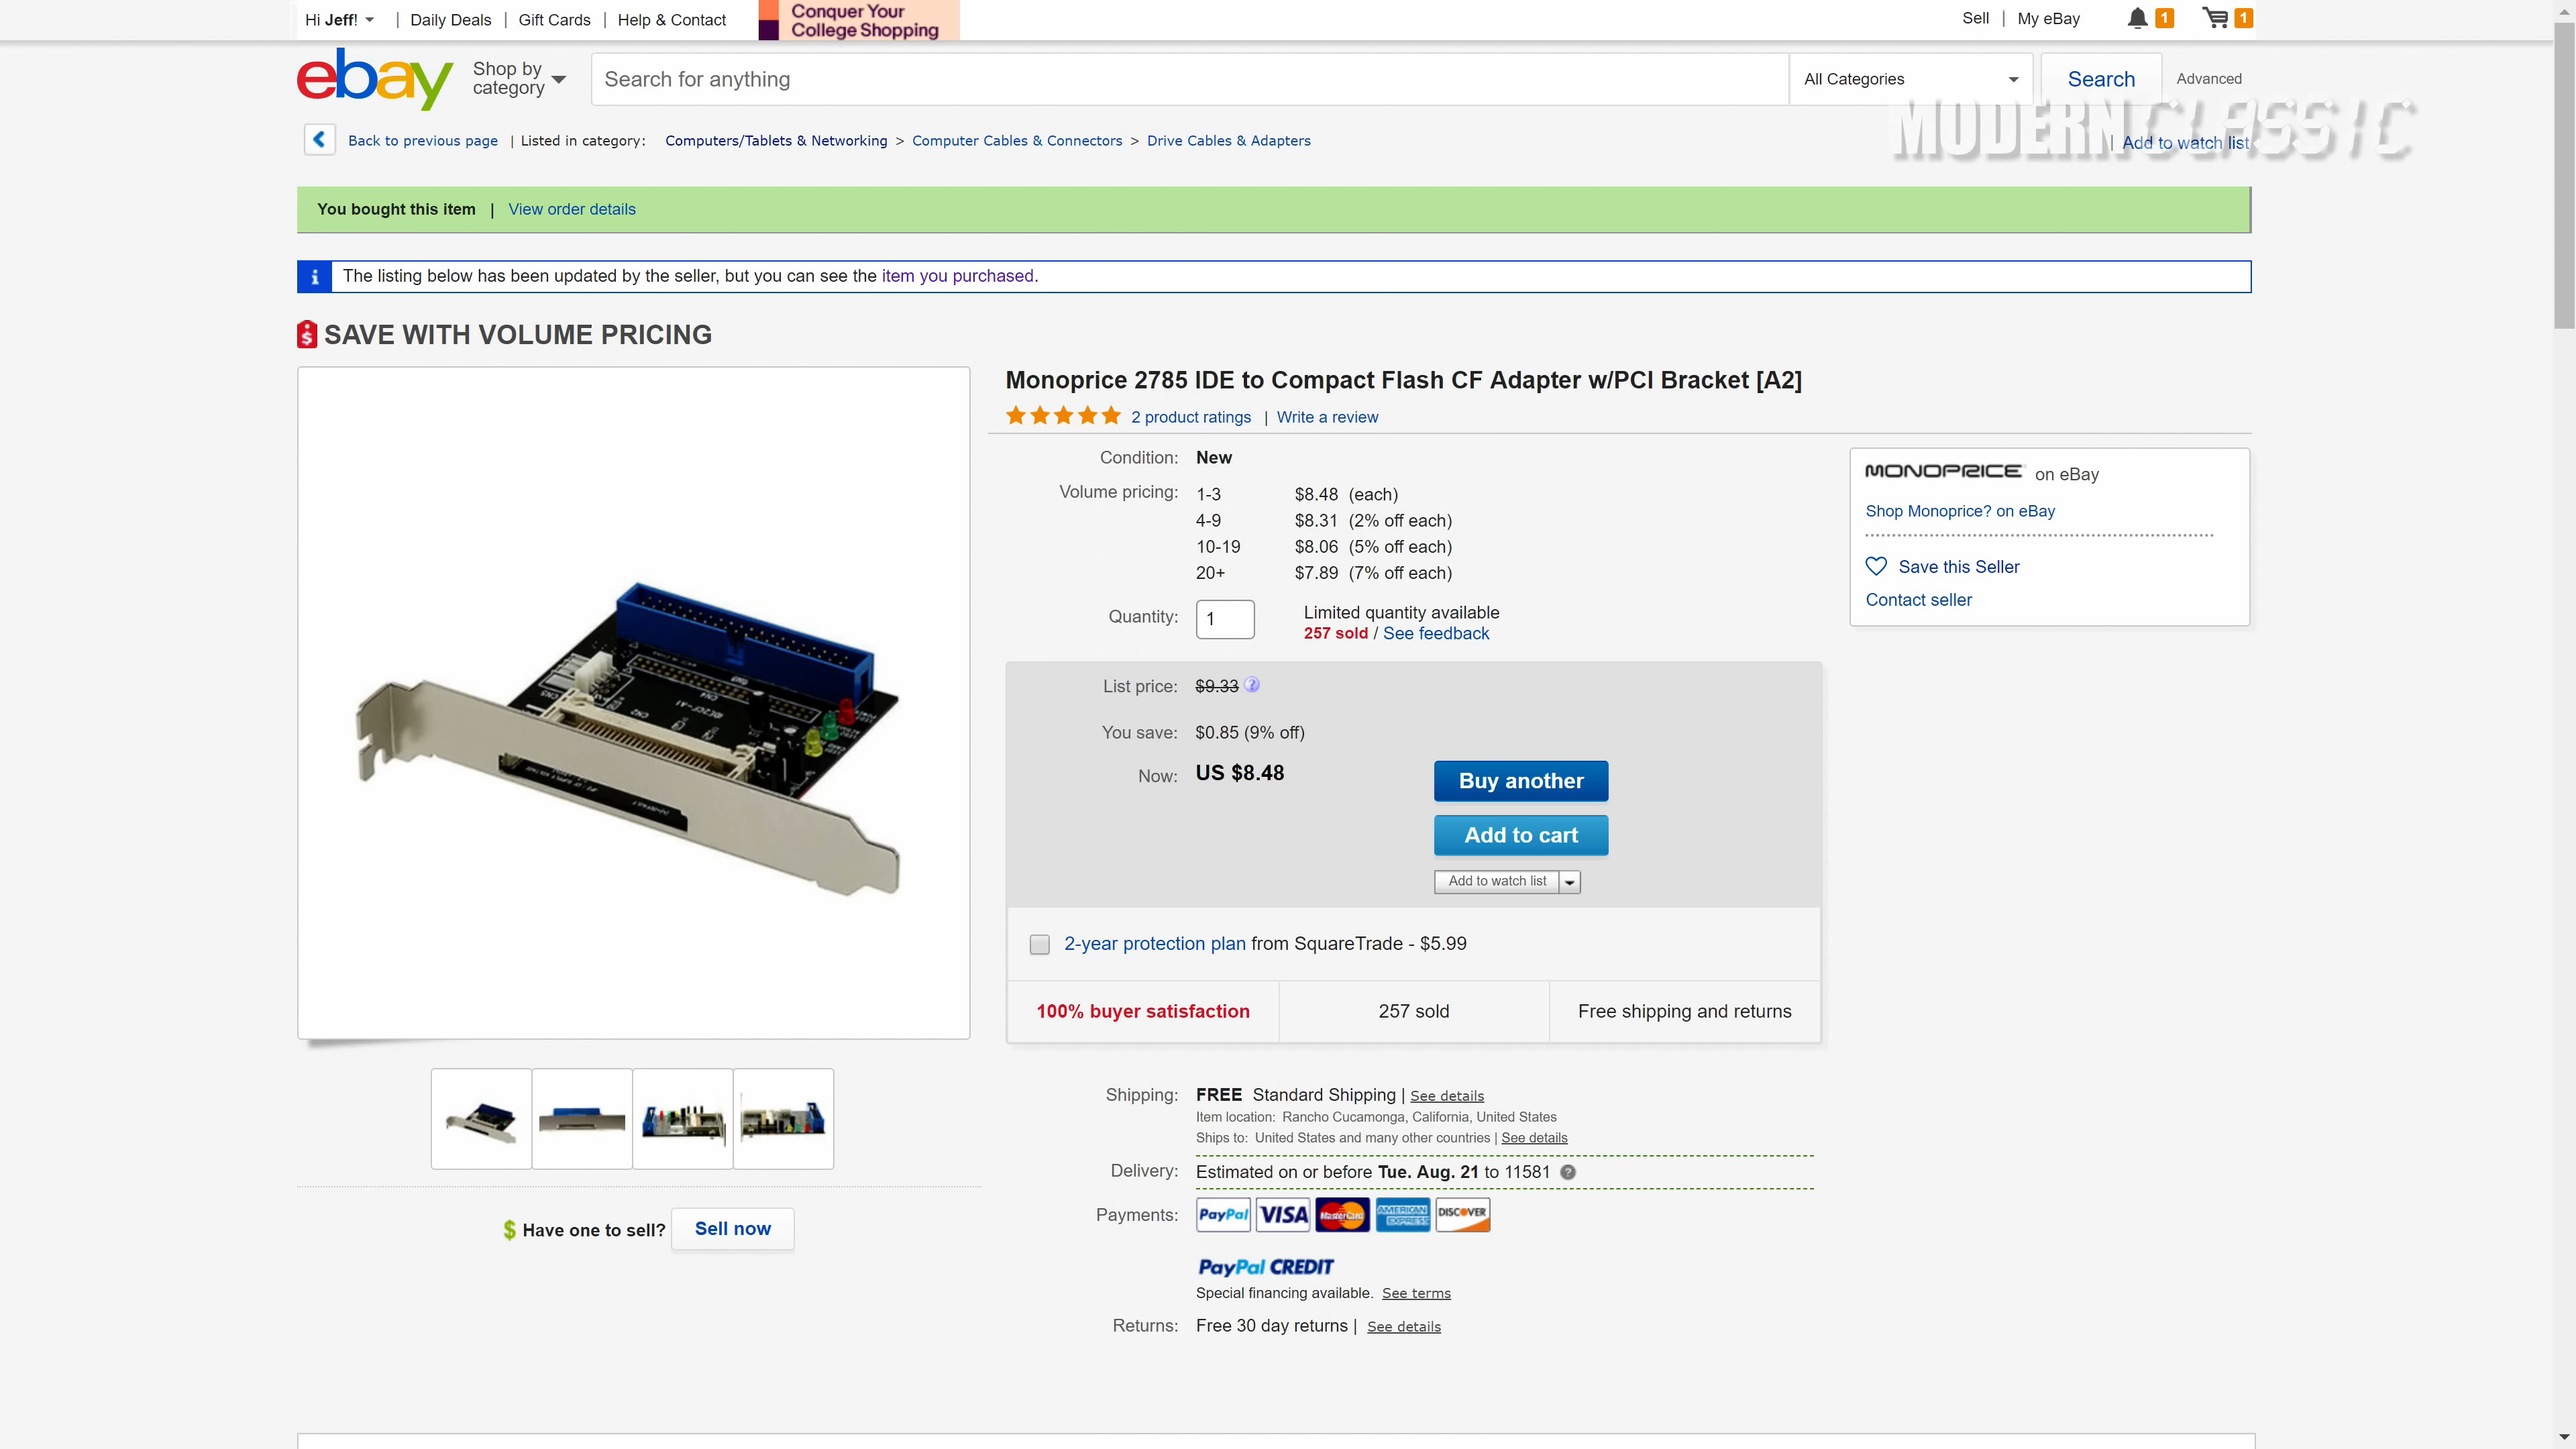 Hi Jeff! | Daily Deals | Gift Cards | Help & Contact
Conquer Your
College Shopping
Sell | My eBay 1 1
ebay
Shop by
category
Search for anything
All Categories
Search
Advanced
MODERN CLASSIC
Back to previous page | Listed in category: Computers/Tablets & Networking > Computer Cables & Connectors > Drive Cables & Adapters
| Add to watch list
You bought this item | View order details
i The listing below has been updated by the seller, but you can see the item you purchased.
$ SAVE WITH VOLUME PRICING
Monoprice 2785 IDE to Compact Flash CF Adapter w/PCI Bracket [A2]
2 product ratings | Write a review
Condition: New
Volume pricing: 1-3 $8.48 (each)
4-9 $8.31 (2% off each)
10-19 $8.06 (5% off each)
20+ $7.89 (7% off each)
Quantity: 1
Limited quantity available
257 sold / See feedback
List price: $9.33 ?
You save: $0.85 (9% off)
Now: US $8.48
Buy another
Add to cart
Add to watch list
2-year protection plan from SquareTrade - $5.99
100% buyer satisfaction
257 sold
Free shipping and returns
MONOPRICE on eBay
Shop Monoprice? on eBay
Save this Seller
Contact seller
Shipping: FREE Standard Shipping | See details
Item location: Rancho Cucamonga, California, United States
Ships to: United States and many other countries | See details
Delivery: Estimated on or before Tue. Aug. 21 to 11581 ?
Payments: PayPal VISA MasterCard AMERICAN EXPRESS DISCOVER
PayPal CREDIT
Special financing available. See terms
Returns: Free 30 day returns | See details
$ Have one to sell? Sell now